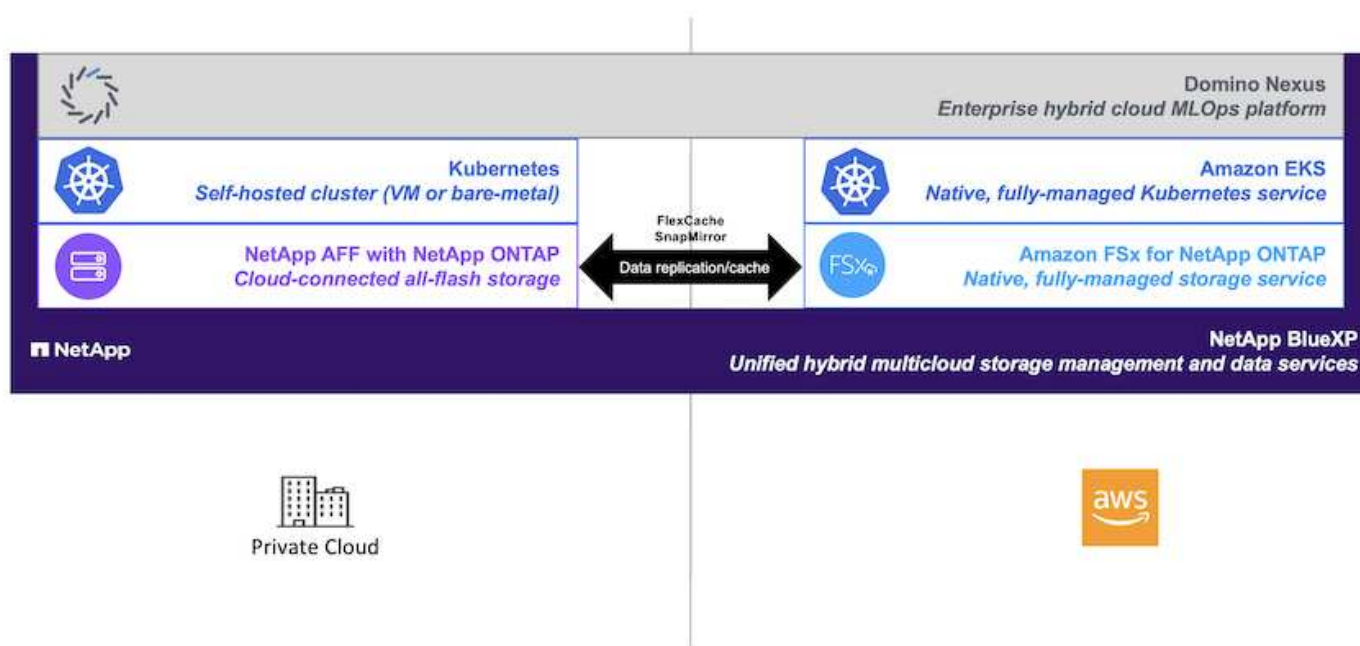 Domino Nexus
Enterprise hybrid cloud MLOps platform
Kubernetes
Self-hosted cluster (VM or bare-metal)
Amazon EKS
Native, fully-managed Kubernetes service
FlexCache
SnapMirror
Data replication/cache
NetApp AFF with NetApp ONTAP
Cloud-connected all-flash storage
FSx
Amazon FSx for NetApp ONTAP
Native, fully-managed storage service
NetApp
NetApp BlueXP
Unified hybrid multicloud storage management and data services
Private Cloud
aws